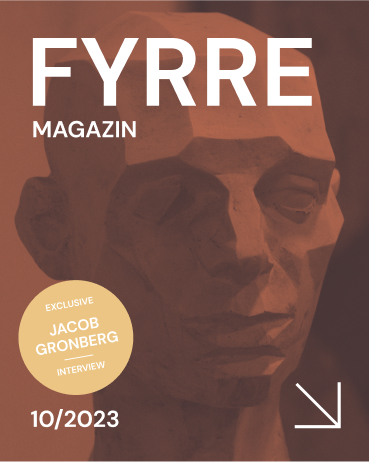 FYRRE
MAGAZIN
EXCLUSIVE
JACOB
GRONBERG
INTERVIEW
10/2023